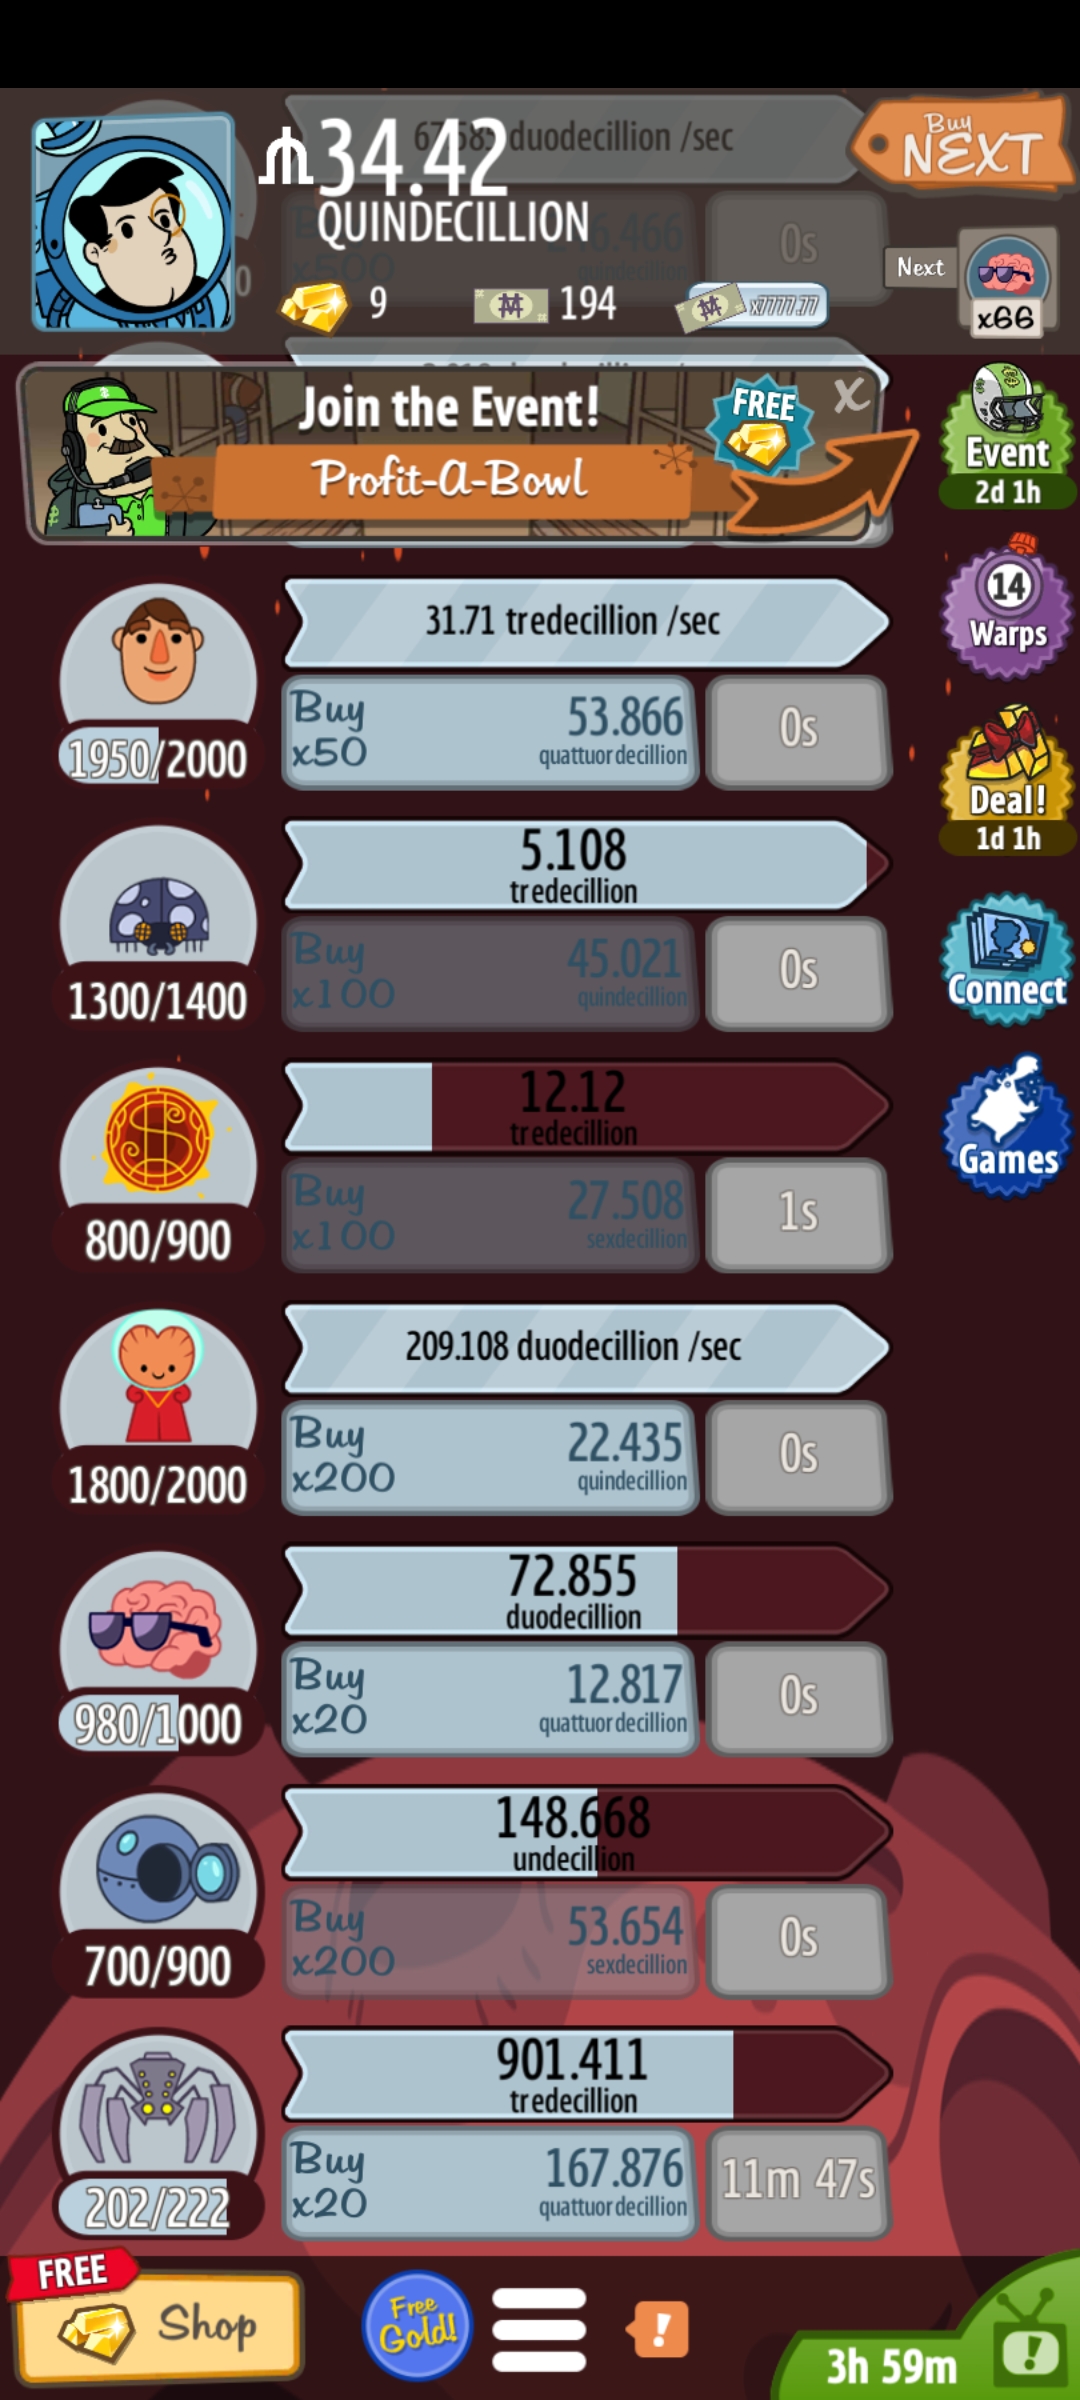 34.42
QUINDECILLION
duodecillion /sec
0s
Buy
NEXT
9
194
x7777.77
Next
x66
Join the Event!
Profit-A-Bowl
FREE
X
Event
2d 1h
31.71 tredecillion /sec
Buy
x50
53.866
quattuordecillion
0s
1950/2000
14
Warps
Deal!
1d 1h
5.108
tredecillion
Buy
x100
45.021
quindecillion
0s
1300/1400
Connect
12.12
tredecillion
Buy
x100
27.508
sexdecillion
1s
800/900
Games
209.108 duodecillion /sec
Buy
x200
22.435
quindecillion
0s
1800/2000
72.855
duodecillion
Buy
x20
12.817
quattuordecillion
0s
980/1000
148.668
undecillion
Buy
x200
53.654
sexdecillion
0s
700/900
901.411
tredecillion
Buy
x20
167.876
quattuordecillion
11m 47s
202/222
FREE
Shop
Free
Gold!
!
3h 59m
!